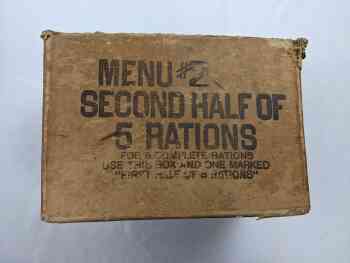 MENU #2
SECOND HALF OF
5 RATIONS
FOR 5 COMPLETE RATIONS
USE THIS BOX AND ONE MARKED
"FIRST HALF OF 5 RATIONS"